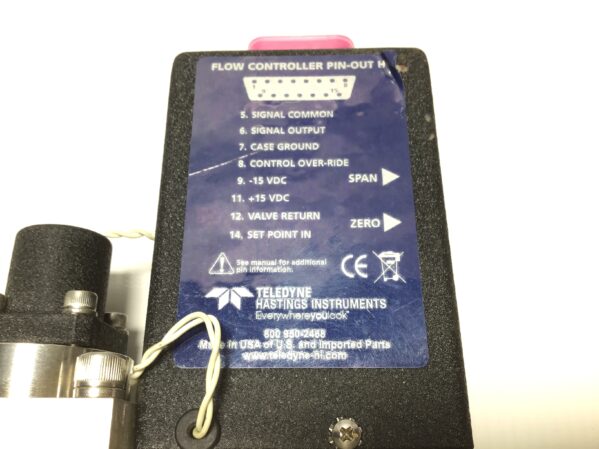 FLOW CONTROLLER PIN-OUT H
5. SIGNAL COMMON
6. SIGNAL OUTPUT
7. CASE GROUND
8. CONTROL OVER-RIDE
9. -15 VDC
SPAN
11. +15 VDC
12. VALVE RETURN
ZERO
14. SET POINT IN
See manual for additional
pin information.
CE
TELEDYNE
HASTINGS INSTRUMENTS
Everywhereyoulook™
800 950-2468
Made in USA of U.S. and Imported Parts
www.teledyne-hi.com